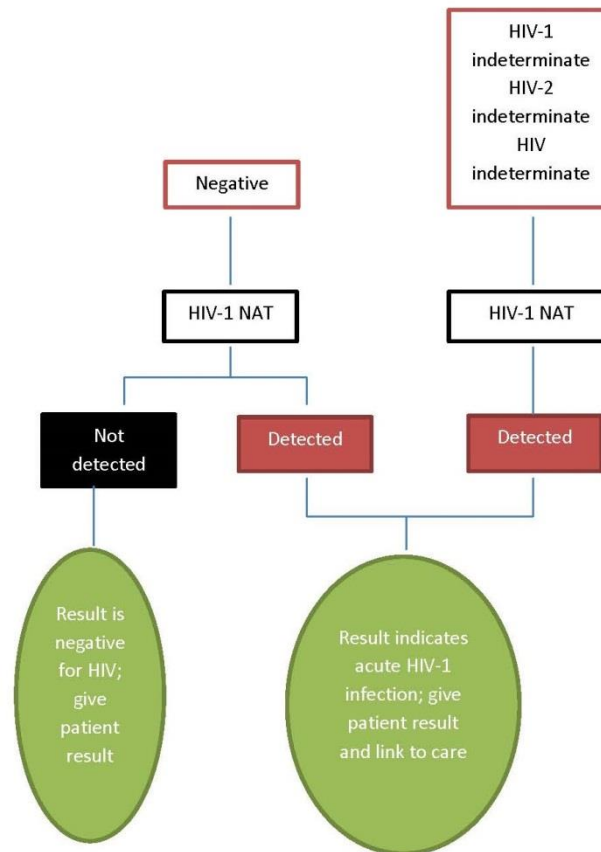 HIV-1
indeterminate
HIV-2
indeterminate
HIV
indeterminate
Negative
HIV-1 NAT
HIV-1 NAT
Not
detected
Detected
Detected
Result is
negative
for HIV;
give
patient
result
Result indicates
acute HIV-1
infection; give
patient result
and link to care